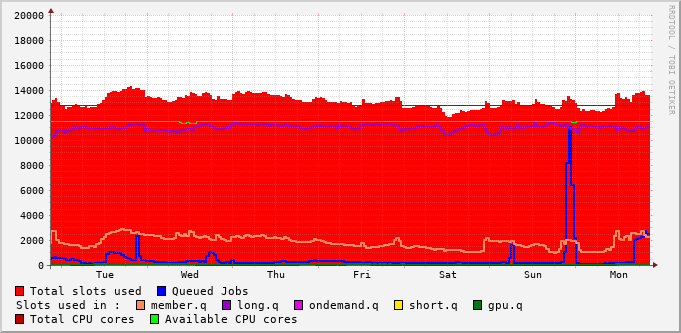 20000
18000
16000
14000
12000
10000
8000
6000
4000
2000
0
Tue Wed Thu Fri Sat Sun Mon
RRDTOOL / TOBI OETIKER
Total slots used Queued Jobs
Slots used in : member.q long.q ondemand.q short.q gpu.q
Total CPU cores Available CPU cores